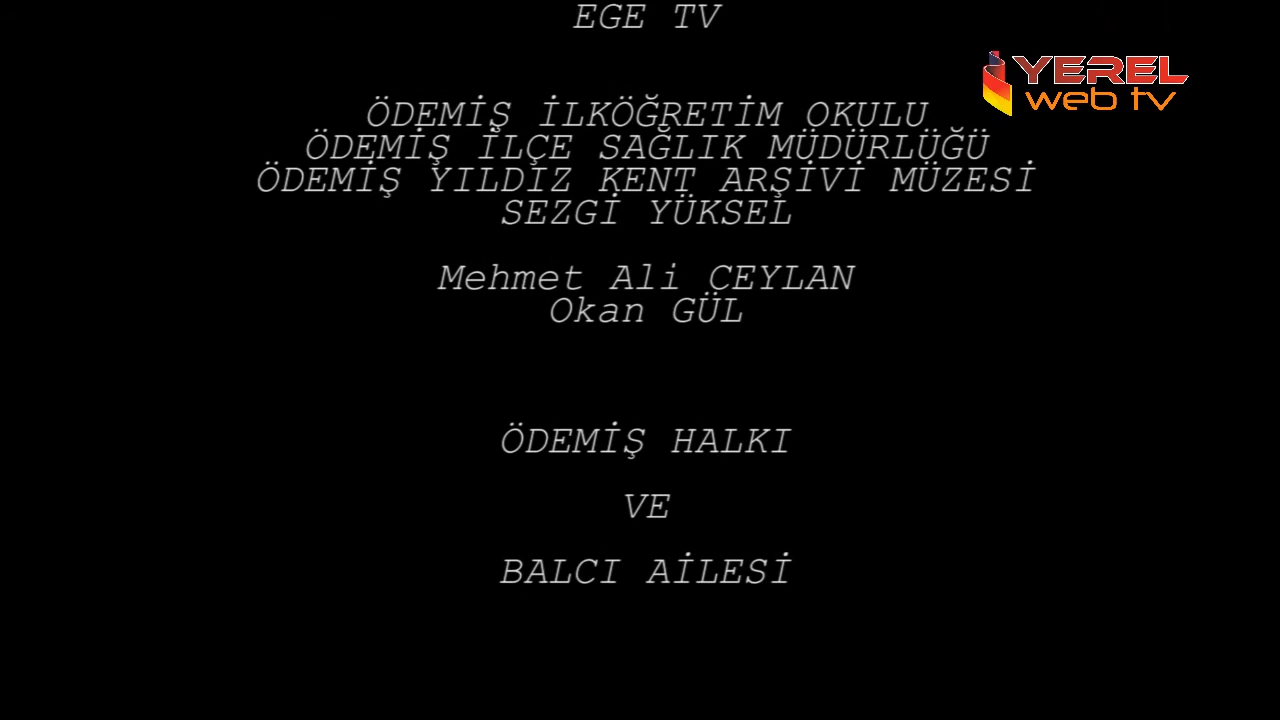 EGE TV
YEREL
web tv
ÖDEMİŞ İLKÖĞRETİM OKULU
ÖDEMİŞ İLÇE SAĞLIK MÜDÜRLÜĞÜ
ÖDEMİŞ YILDIZ KENT ARŞİVİ MÜZESİ
SEZGİ YÜKSEL
Mehmet Ali CEYLAN
Okan GÜL
ÖDEMİŞ HALKI
VE
BALCI AİLESİ